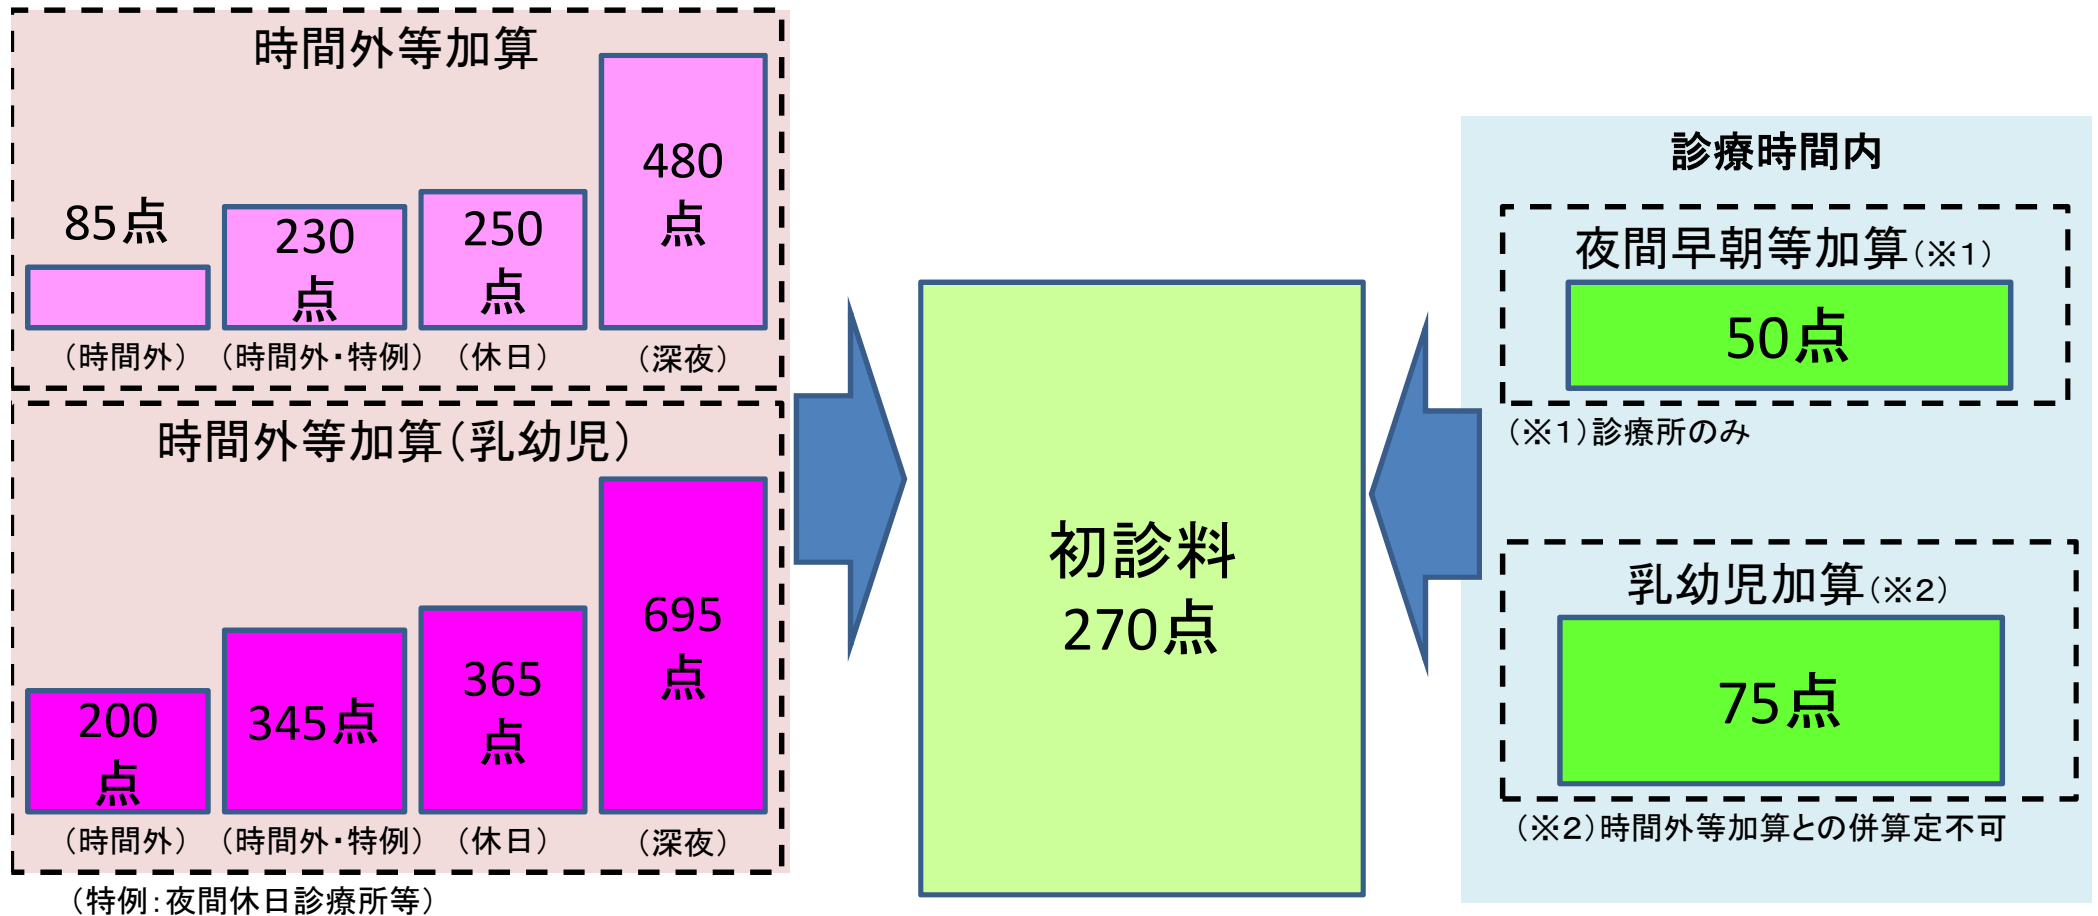 時間外等加算
85点
230
点
250
点
480
点
（時間外）
（時間外・特例）
（休日）
（深夜）
時間外等加算（乳幼児）
200
点
345点
365
点
695
点
（時間外）
（時間外・特例）
（休日）
（深夜）
（特例：夜間休日診療所等）
初診料
270点
診療時間内
夜間早朝等加算（※1）
50点
（※1）診療所のみ
乳幼児加算（※2）
75点
（※2）時間外等加算との併算定不可